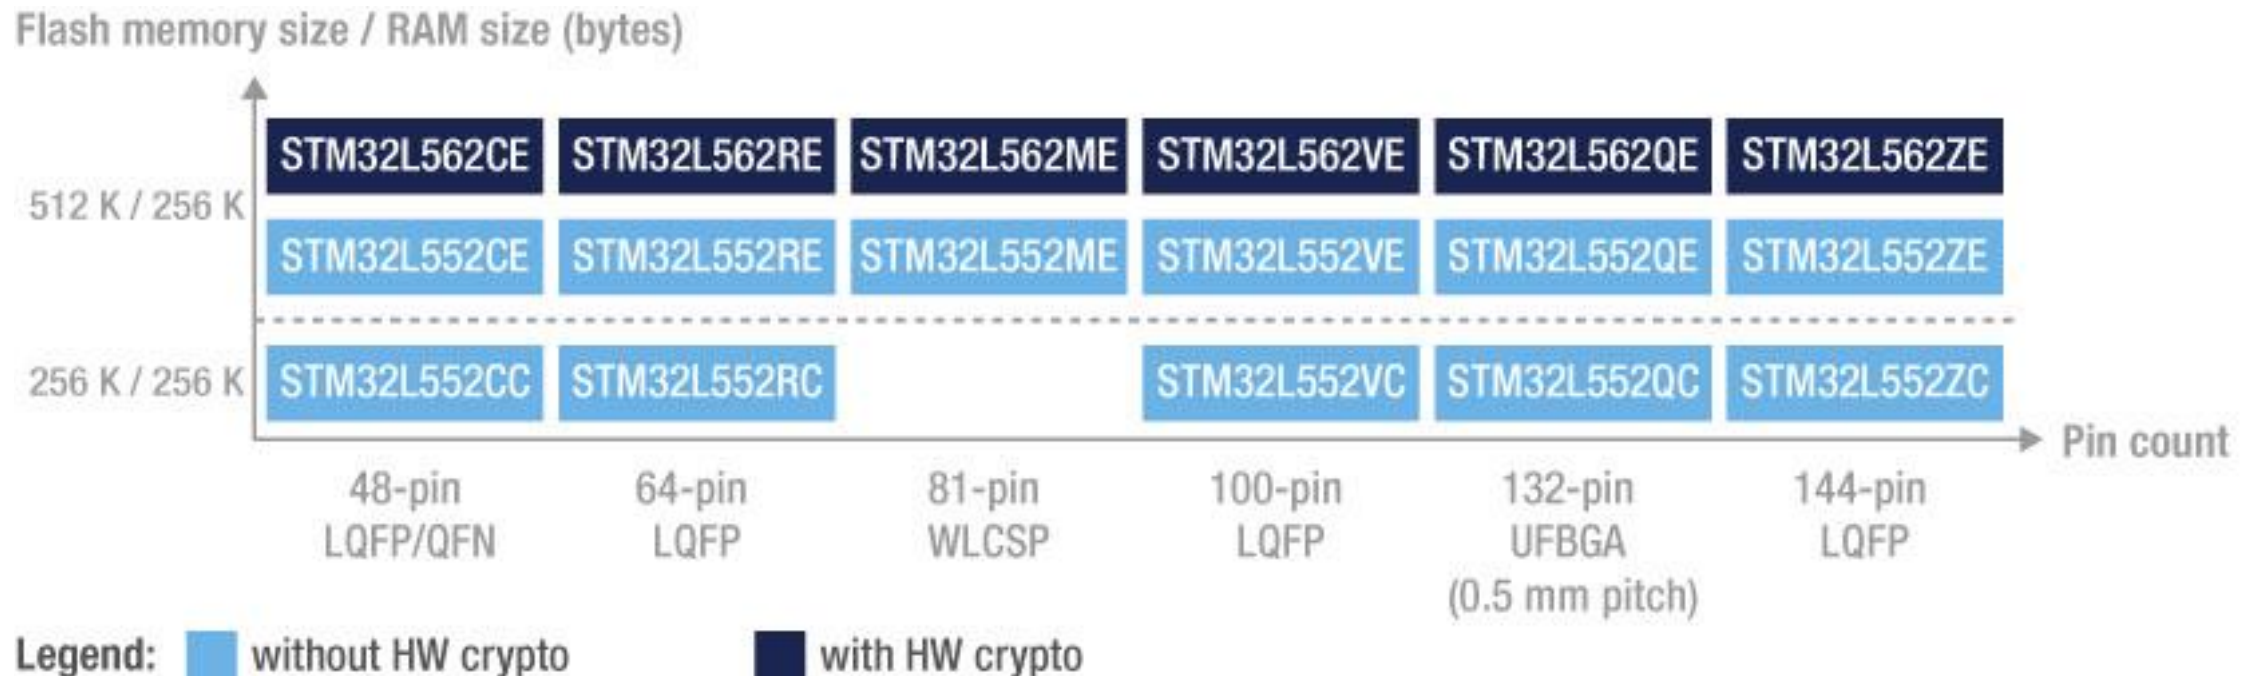 Flash memory size / RAM size (bytes)
STM32L562CE STM32L562RE STM32L562ME STM32L562VE STM32L562QE STM32L562ZE
512 K / 256 K
STM32L552CE STM32L552RE STM32L552ME STM32L552VE STM32L552QE STM32L552ZE
256 K / 256 K STM32L552CC STM32L552RC STM32L552VC STM32L552QC STM32L552ZC
Pin count
48-pin 64-pin 81-pin 100-pin 132-pin 144-pin
LQFP/QFN LQFP WLCSP LQFP UFBGA LQFP
(0.5 mm pitch)
Legend: without HW crypto with HW crypto